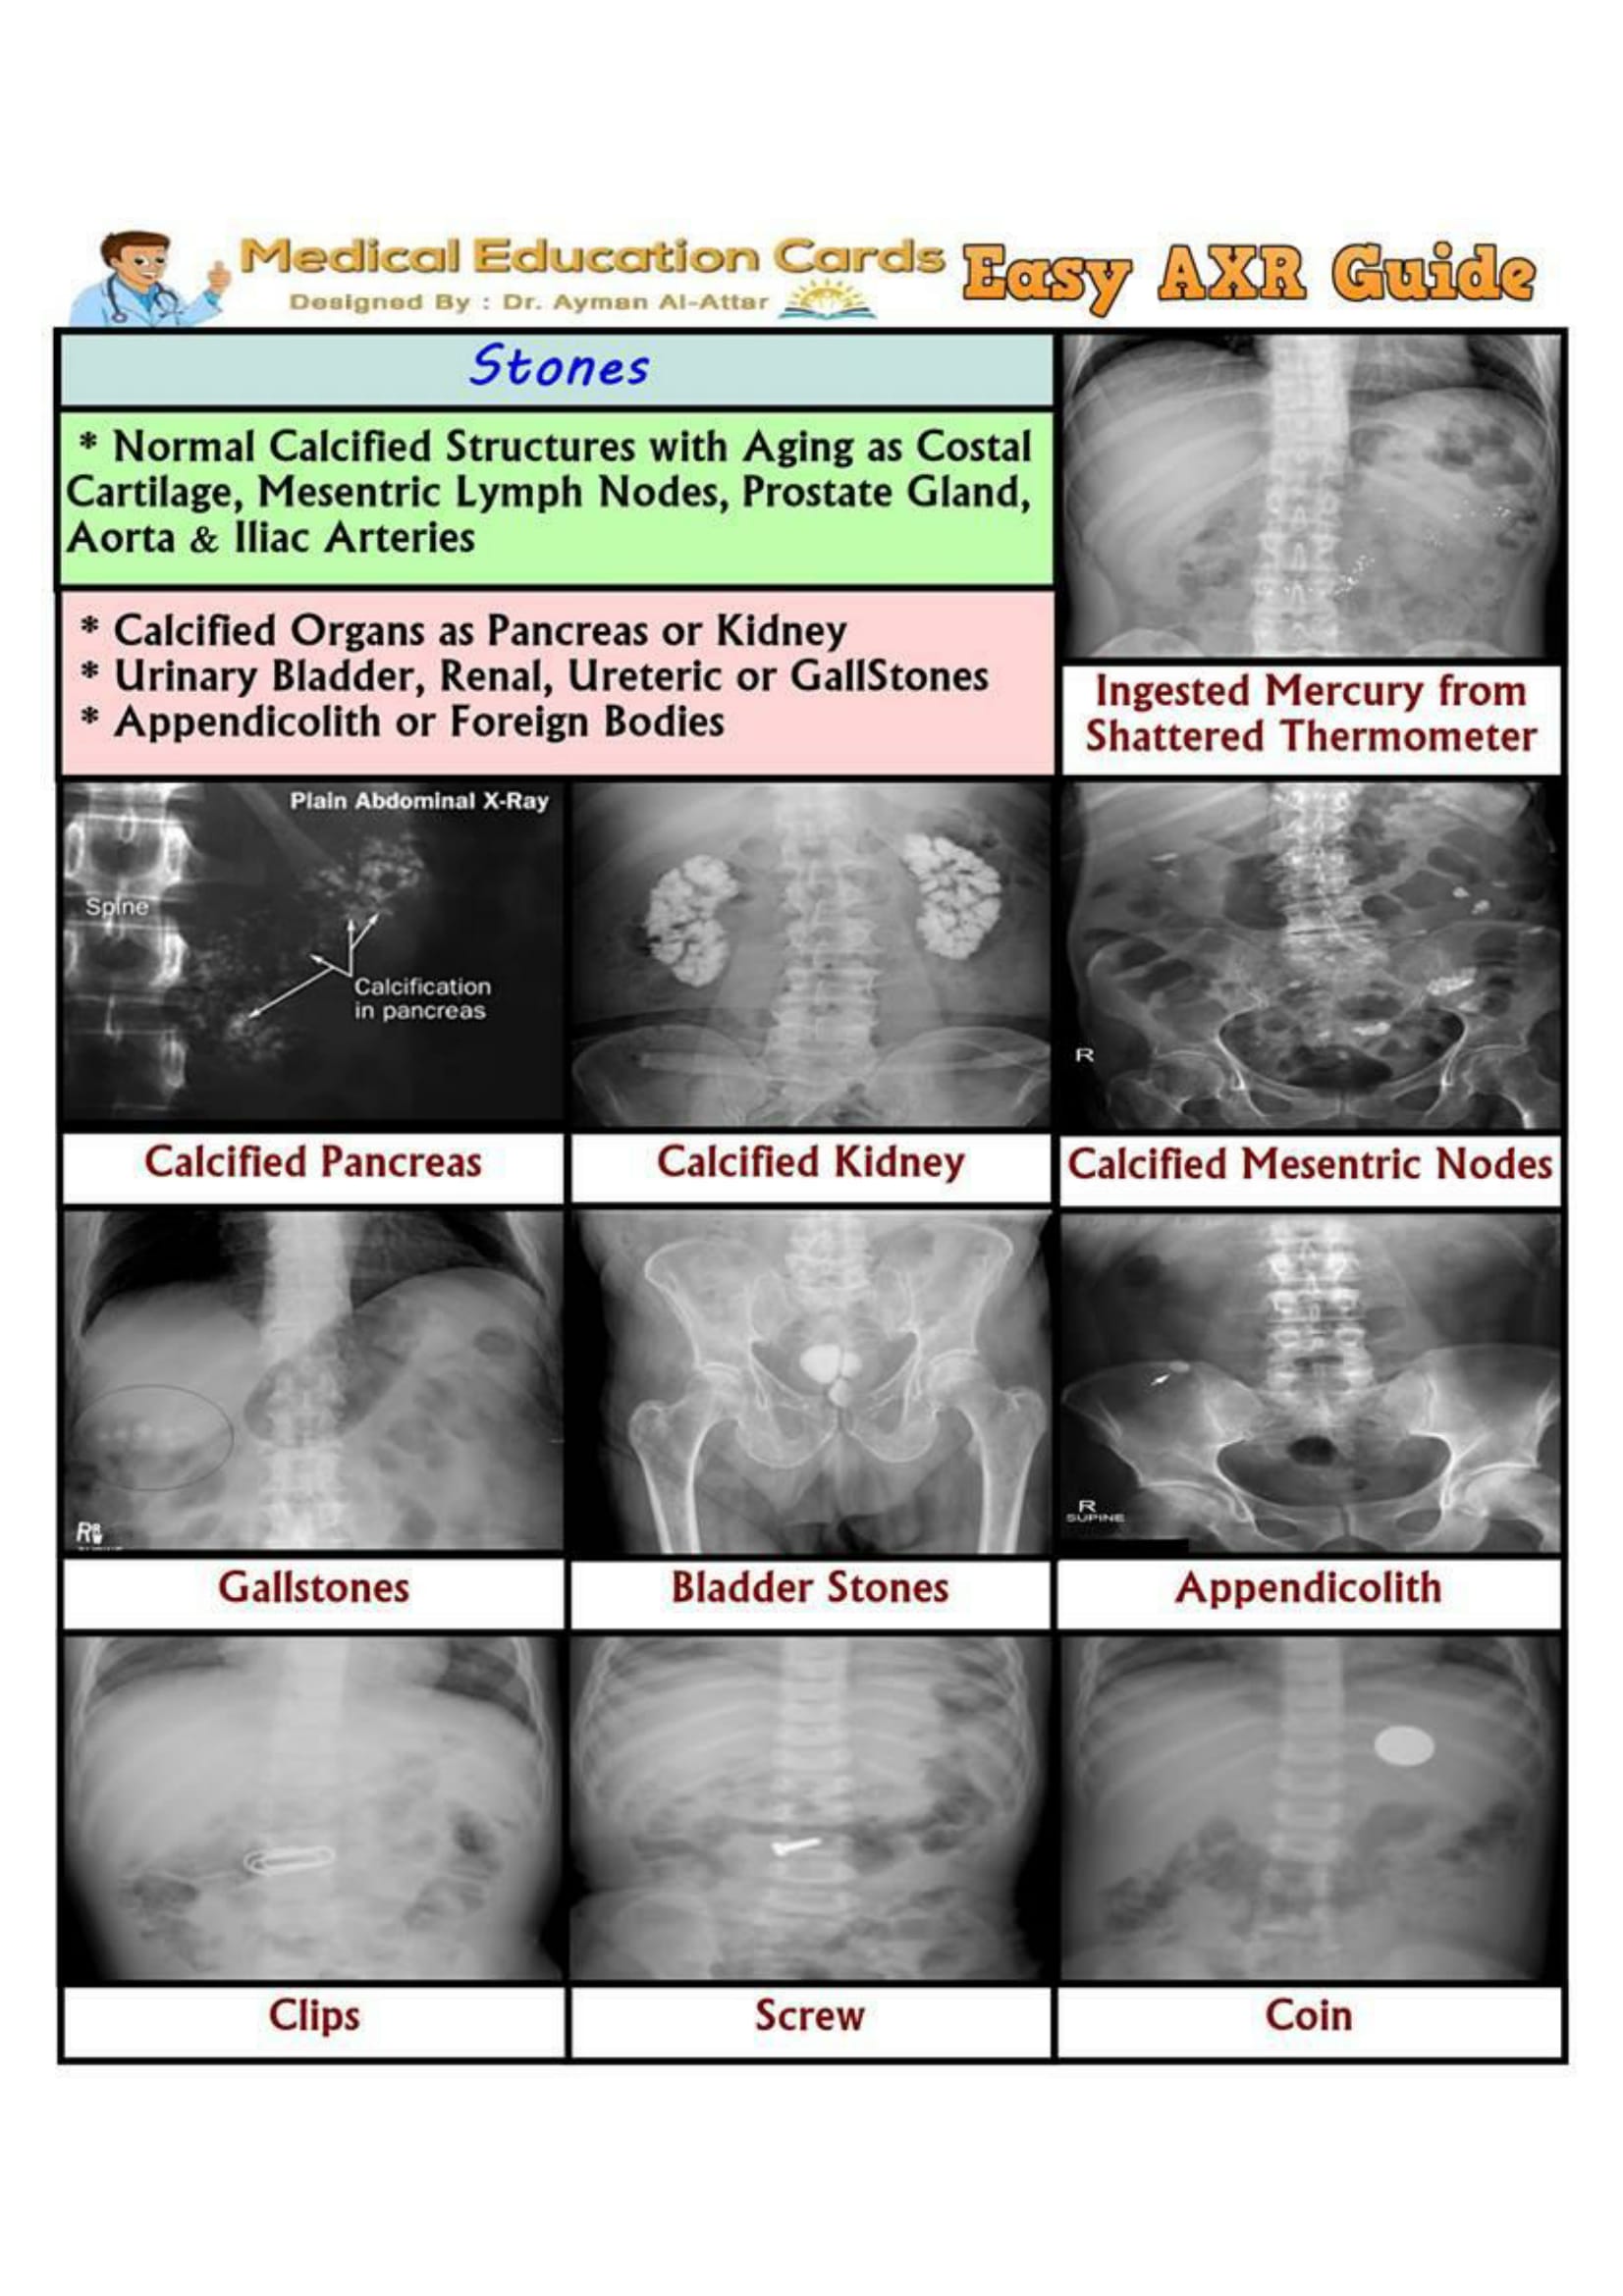 Medical Education Cards
Designed By : Dr. Ayman Al-Attar
Easy AXR Guide
Stones
* Normal Calcified Structures with Aging as Costal
Cartilage, Mesentric Lymph Nodes, Prostate Gland,
Aorta & Iliac Arteries
* Calcified Organs as Pancreas or Kidney
* Urinary Bladder, Renal, Ureteric or GallStones
* Appendicolith or Foreign Bodies
Ingested Mercury from
Shattered Thermometer
Plain Abdominal X-Ray
Spine
Calcification
in pancreas
R
Calcified Pancreas
Calcified Kidney
Calcified Mesentric Nodes
R
R
SUPINE
Gallstones
Bladder Stones
Appendicolith
Clips
Screw
Coin